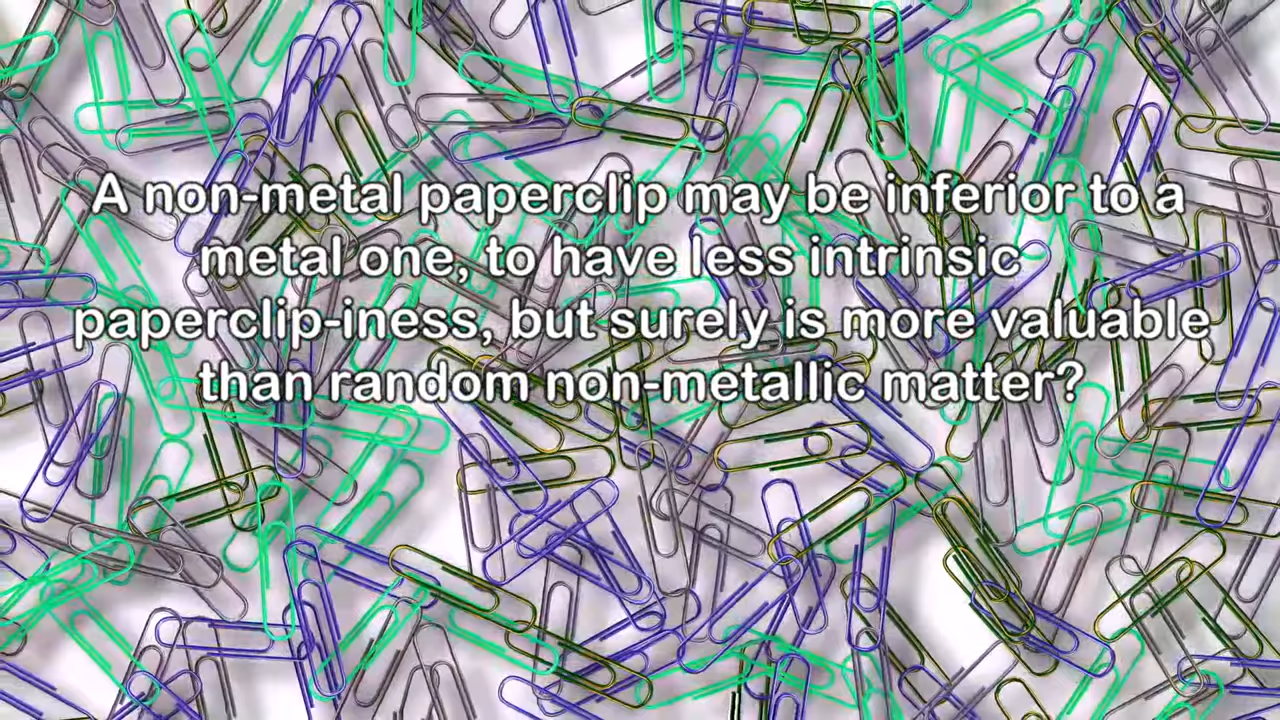 A non-metal paperclip may be inferior to a
metal one, to have less intrinsic
paperclip-iness, but surely is more valuable
than random non-metallic matter?